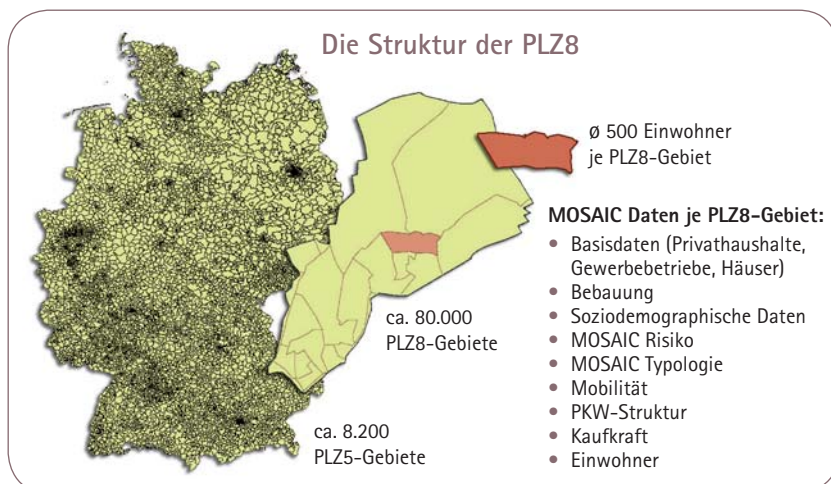 Die Struktur der PLZ8
ø 500 Einwohner
je PLZ8-Gebiet
MOSAIC Daten je PLZ8-Gebiet:
• Basisdaten (Privathaushalte,
Gewerbebetriebe, Häuser)
• Bebauung
• Soziodemographische Daten
• MOSAIC Risiko
• MOSAIC Typologie
• Mobilität
• PKW-Struktur
• Kaufkraft
• Einwohner
ca. 80.000
PLZ8-Gebiete
ca. 8.200
PLZ5-Gebiete